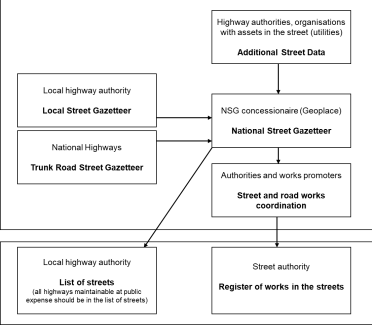 Highway authorities, organisations
with assets in the street (utilities)
Additional Street Data
Local highway authority
Local Street Gazetteer
NSG concessionaire (Geoplace)
National Street Gazetteer
National Highways
Trunk Road Street Gazetteer
Authorities and works promoters
Street and road works
coordination
Local highway authority
List of streets
(all highways maintainable at public
expense should be in the list of streets)
Street authority
Register of works in the streets